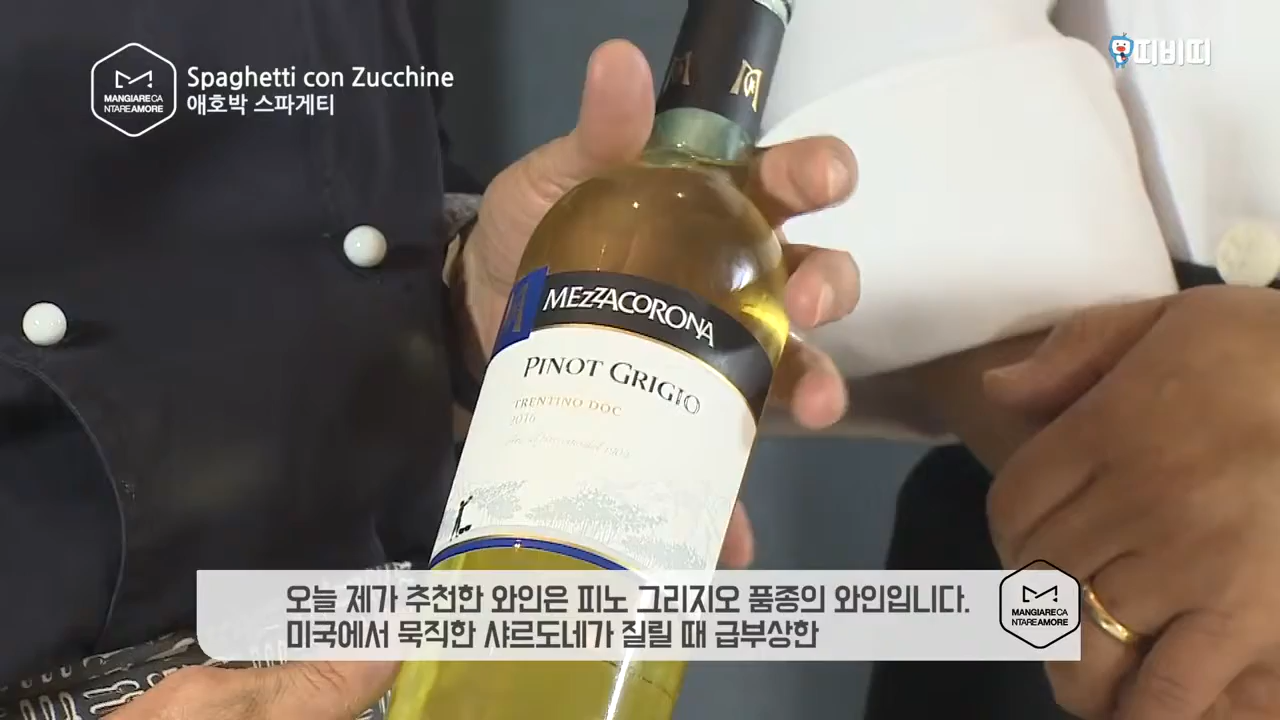 MANGIARECA
NTAREAMORE
Spaghetti con Zucchine
애호박 스파게티
띠비띠
MEZZACORONA
PINOT GRIGIO
TRENTINO DOC
2016
오늘 제가 추천한 와인은 피노 그리지오 품종의 와인입니다.
미국에서 묵직한 샤르도네가 질릴 때 급부상한
MANGIARECA
NTAREAMORE